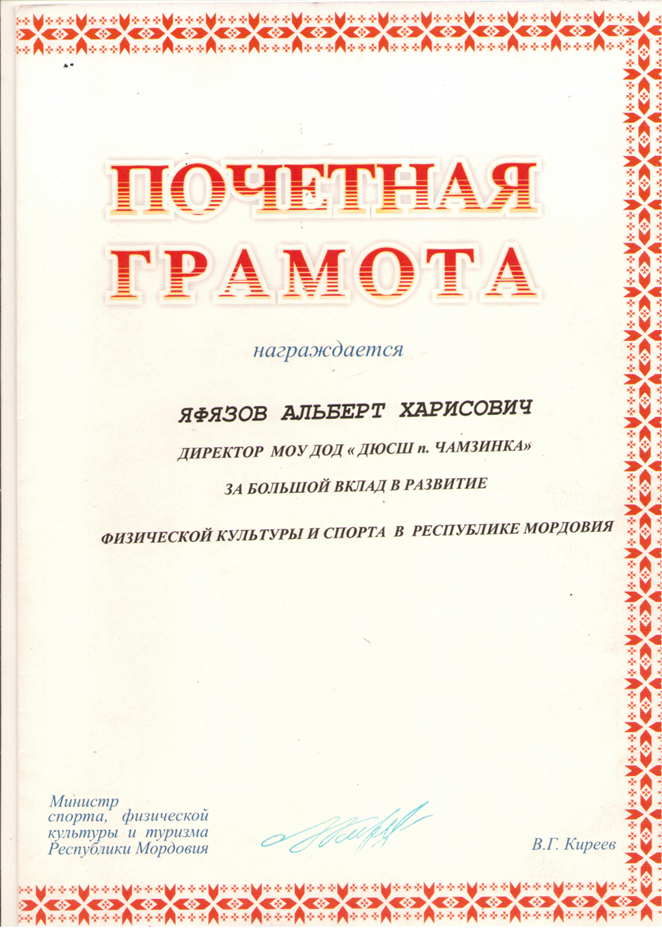 ПОЧЕТНАЯ
ГРАМОТА
награждается
ЯФЯЗОВ АЛЬБЕРТ ХАРИСОВИЧ
ДИРЕКТОР МОУ ДОД « ДЮСШ п. ЧАМЗИНКА»
ЗА БОЛЬШОЙ ВКЛАД В РАЗВИТИЕ
ФИЗИЧЕСКОЙ КУЛЬТУРЫ И СПОРТА В РЕСПУБЛИКЕ МОРДОВИЯ
Министр
спорта, физической
культуры и туризма
Республики Мордовия
В.Г. Киреев